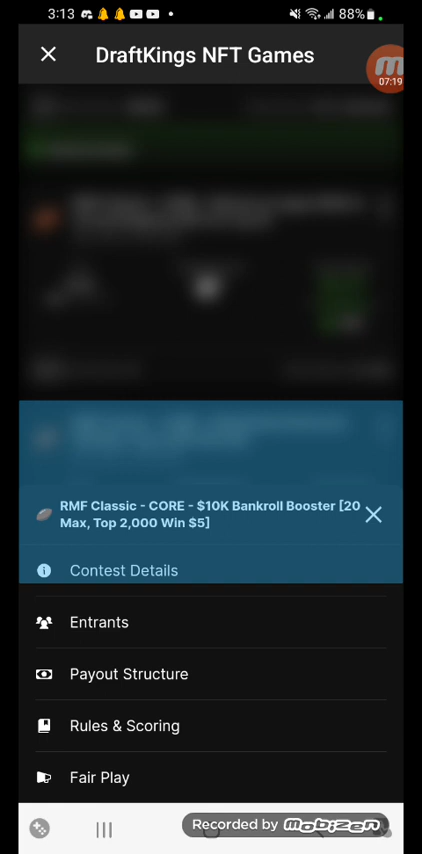 3:13
88%
DraftKings NFT Games
07:19
RMF Classic - CORE - $10K Bankroll Booster [20
Max, Top 2,000 Win $5]
Contest Details
Entrants
Payout Structure
Rules & Scoring
Fair Play
Recorded by mobizen